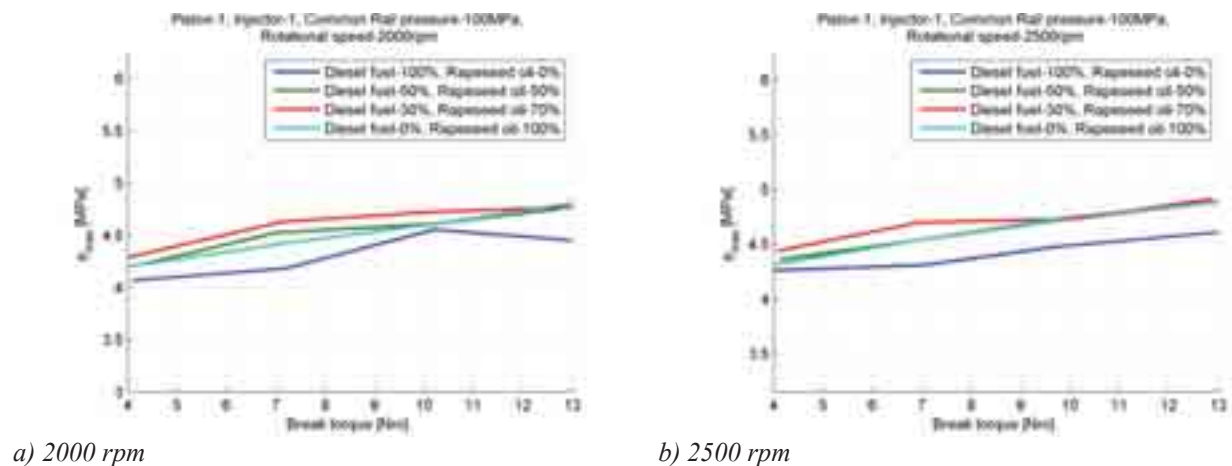 Piston-1, Injector-1, Common Rail pressure-100MPa,
Rotational speed-2000rpm
Diesel fuel-100%, Rapeseed oil-0%
Diesel fuel-50%, Rapeseed oil-50%
Diesel fuel-30%, Rapeseed oil-70%
Diesel fuel-0%, Rapeseed oil-100%
6
5.5
5
4.5
4
3.5
3
[MPa]
4 5 6 7 8 9 10 11 12 13
Break torque [Nm]
a) 2000 rpm
Piston-1, Injector-1, Common Rail pressure-100MPa,
Rotational speed-2500rpm
Diesel fuel-100%, Rapeseed oil-0%
Diesel fuel-50%, Rapeseed oil-50%
Diesel fuel-30%, Rapeseed oil-70%
Diesel fuel-0%, Rapeseed oil-100%
6
5.5
5
4.5
4
3.5
[MPa]
4 5 6 7 8 9 10 11 12 13
Break torque [Nm]
b) 2500 rpm